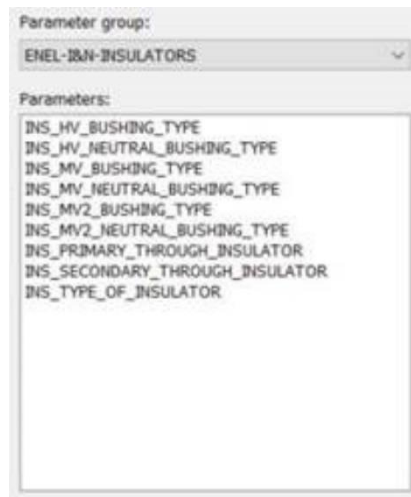 Parameter group:
ENEL-I&N-INSULATORS
Parameters:
INS_HV_BUSHING_TYPE
INS_HV_NEUTRAL_BUSHING_TYPE
INS_MV_BUSHING_TYPE
INS_MV_NEUTRAL_BUSHING_TYPE
INS_MV2_BUSHING_TYPE
INS_MV2_NEUTRAL_BUSHING_TYPE
INS_PRIMARY_THROUGH_INSULATOR
INS_SECONDARY_THROUGH_INSULATOR
INS_TYPE_OF_INSULATOR